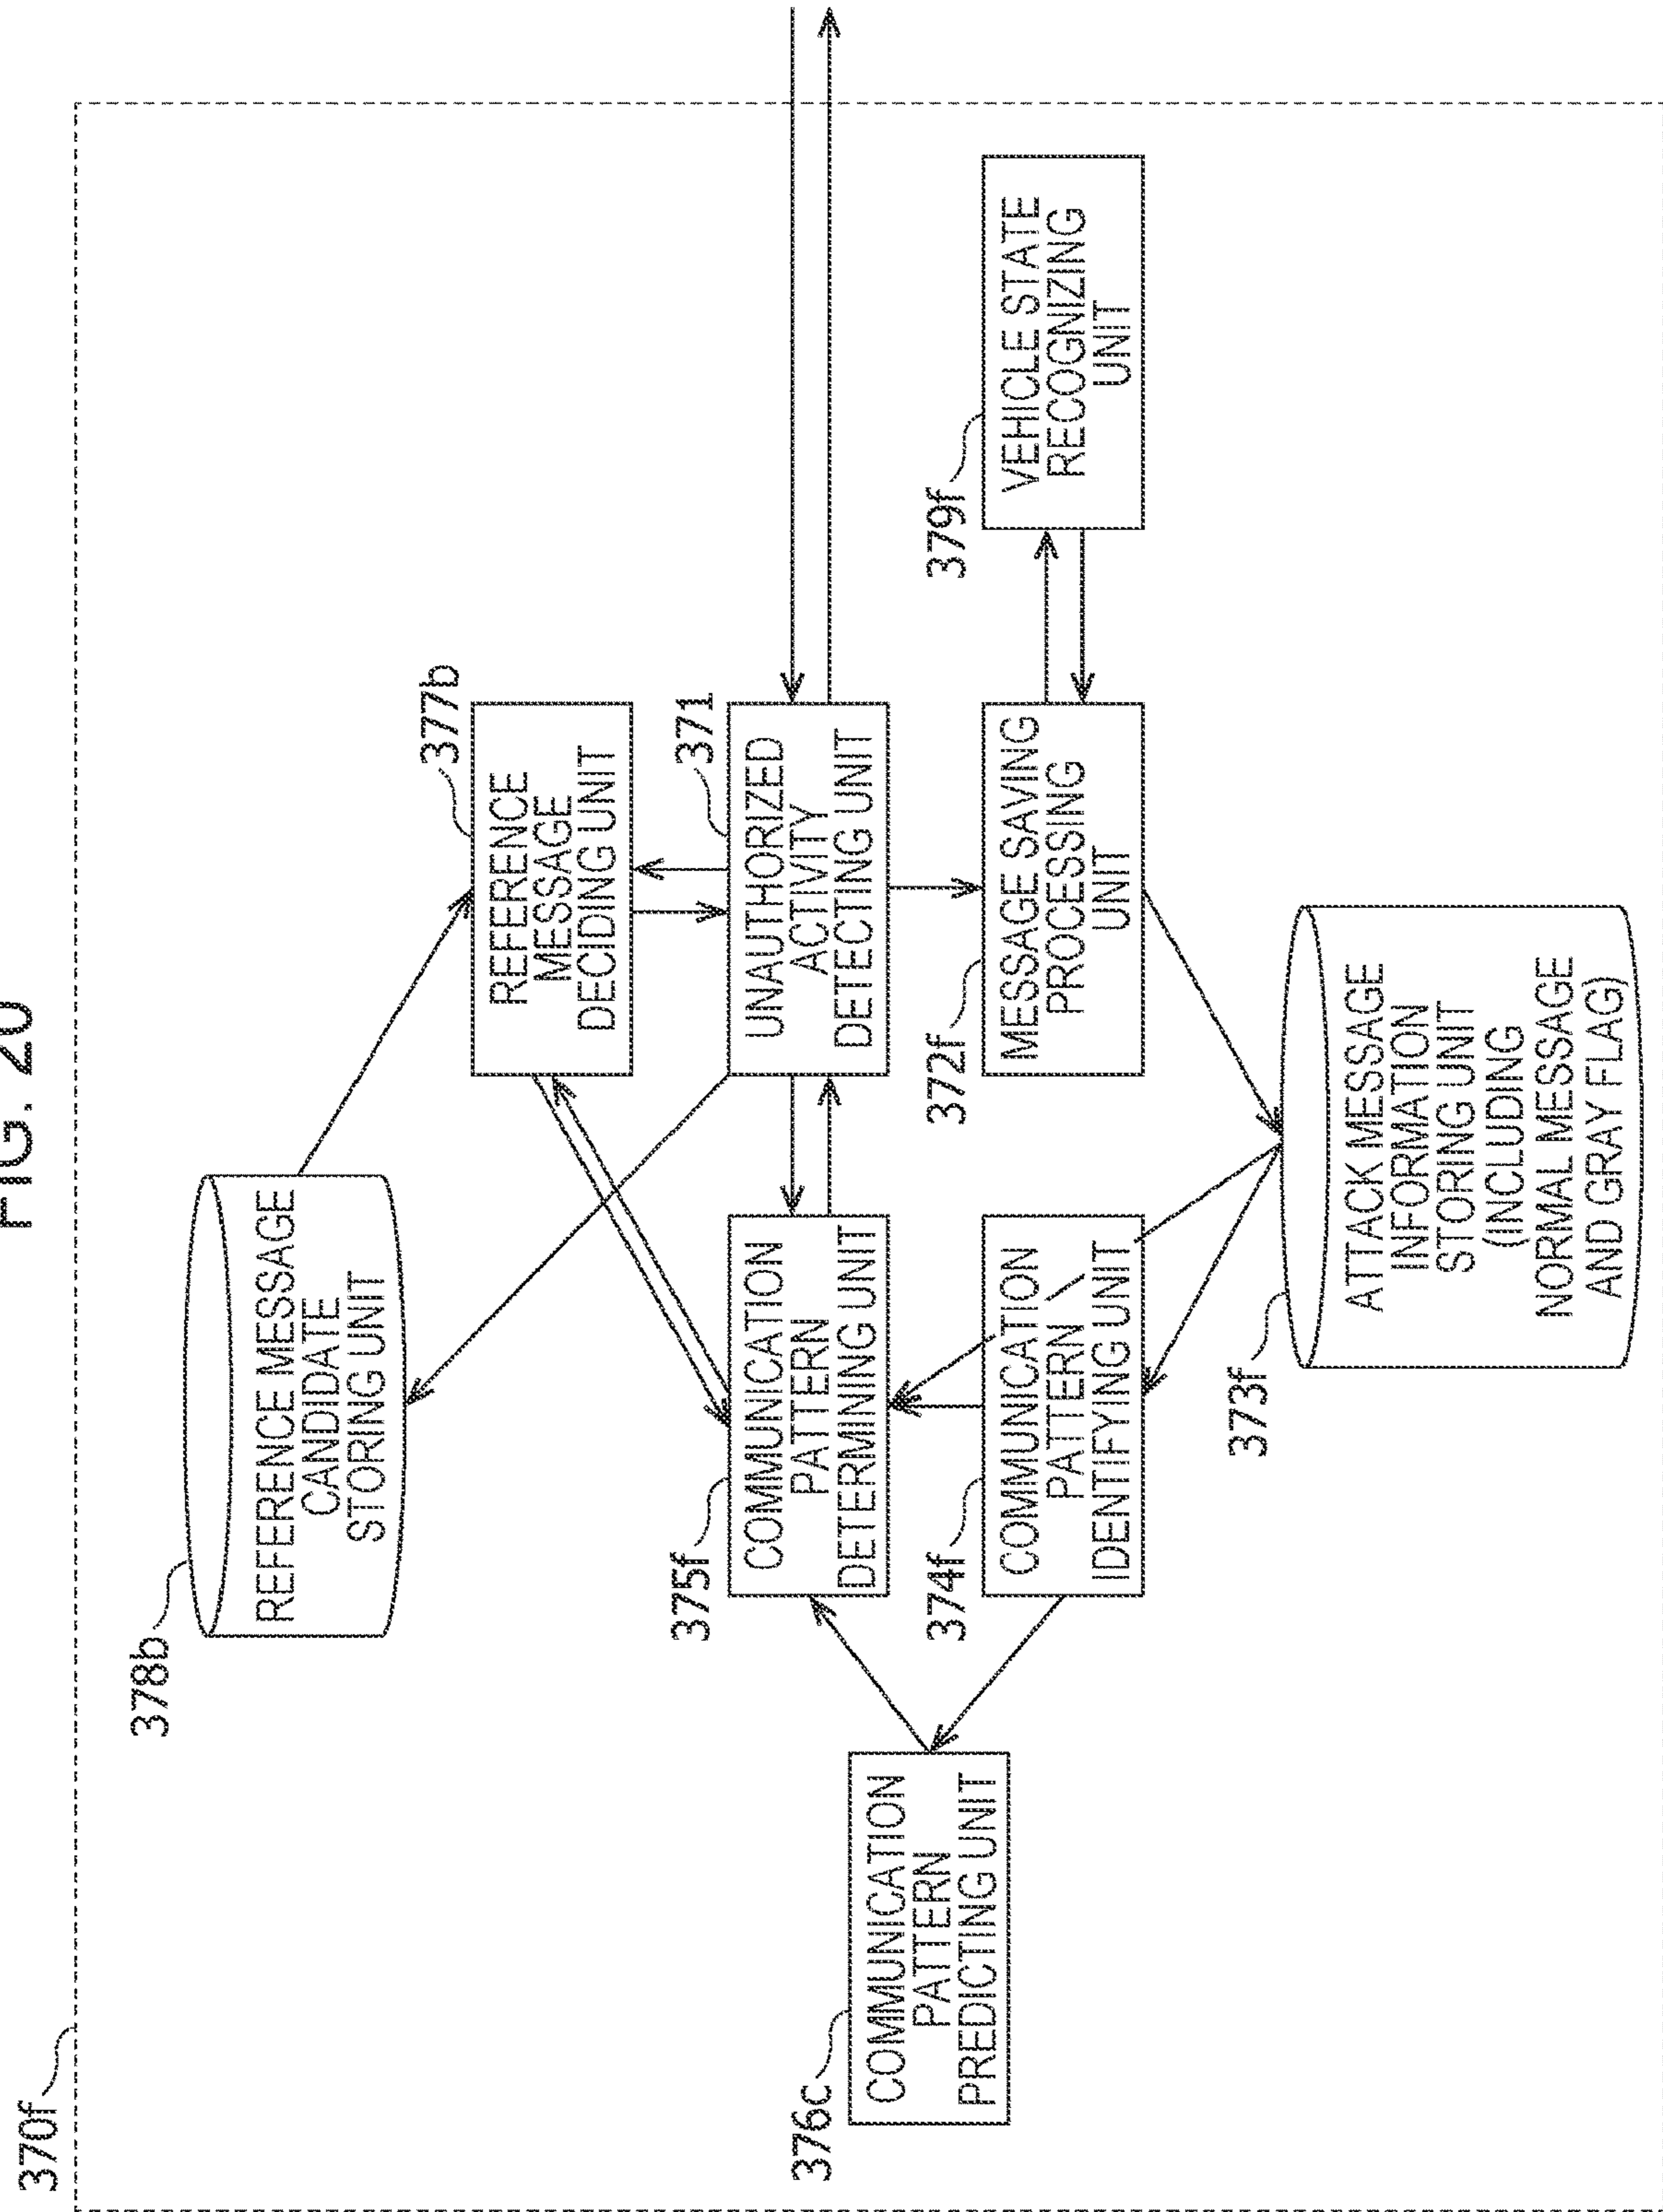 FIG. 20
370f
378b
REFERENCE MESSAGE
CANDIDATE
STORING UNIT
377b
REFERENCE
MESSAGE
DECIDING UNIT
376c
COMMUNICATION
PATTERN
PREDICTING UNIT
375f
COMMUNICATION
PATTERN
DETERMINING UNIT
371
UNAUTHORIZED
ACTIVITY
DETECTING UNIT
374f
COMMUNICATION
PATTERN
IDENTIFYING UNIT
372f
MESSAGE SAVING
PROCESSING
UNIT
379f
VEHICLE STATE
RECOGNIZING
UNIT
373f
ATTACK MESSAGE
INFORMATION
STORING UNIT
(INCLUDING
NORMAL MESSAGE
AND GRAY FLAG)